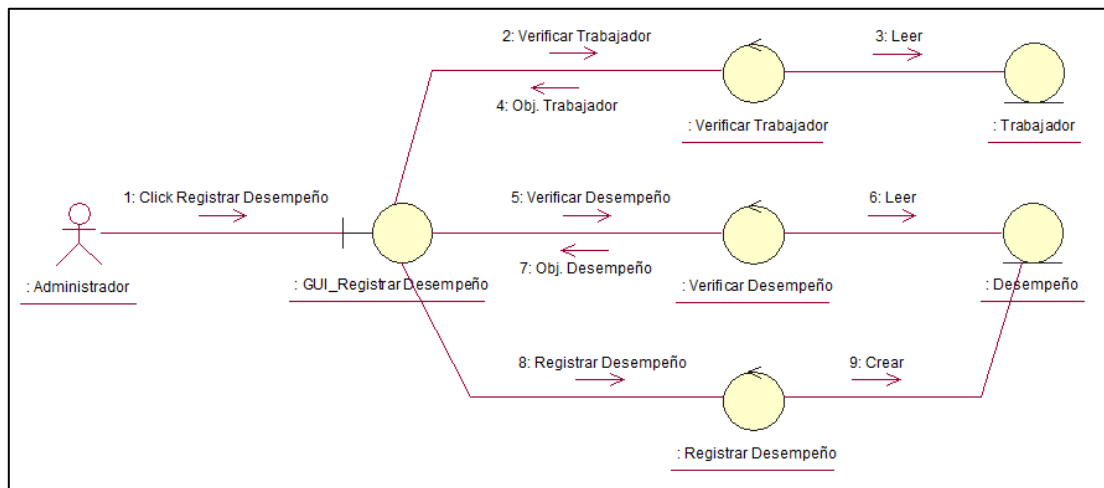 2: Verificar Trabajador
3: Leer
4: Obj. Trabajador
: Verificar Trabajador
: Trabajador
1: Click Registrar Desempeño
5: Verificar Desempeño
6: Leer
7: Obj. Desempeño
: Administrador
: GUI_Registrar Desempeño
: Verificar Desempeño
: Desempeño
8: Registrar Desempeño
9: Crear
: Registrar Desempeño